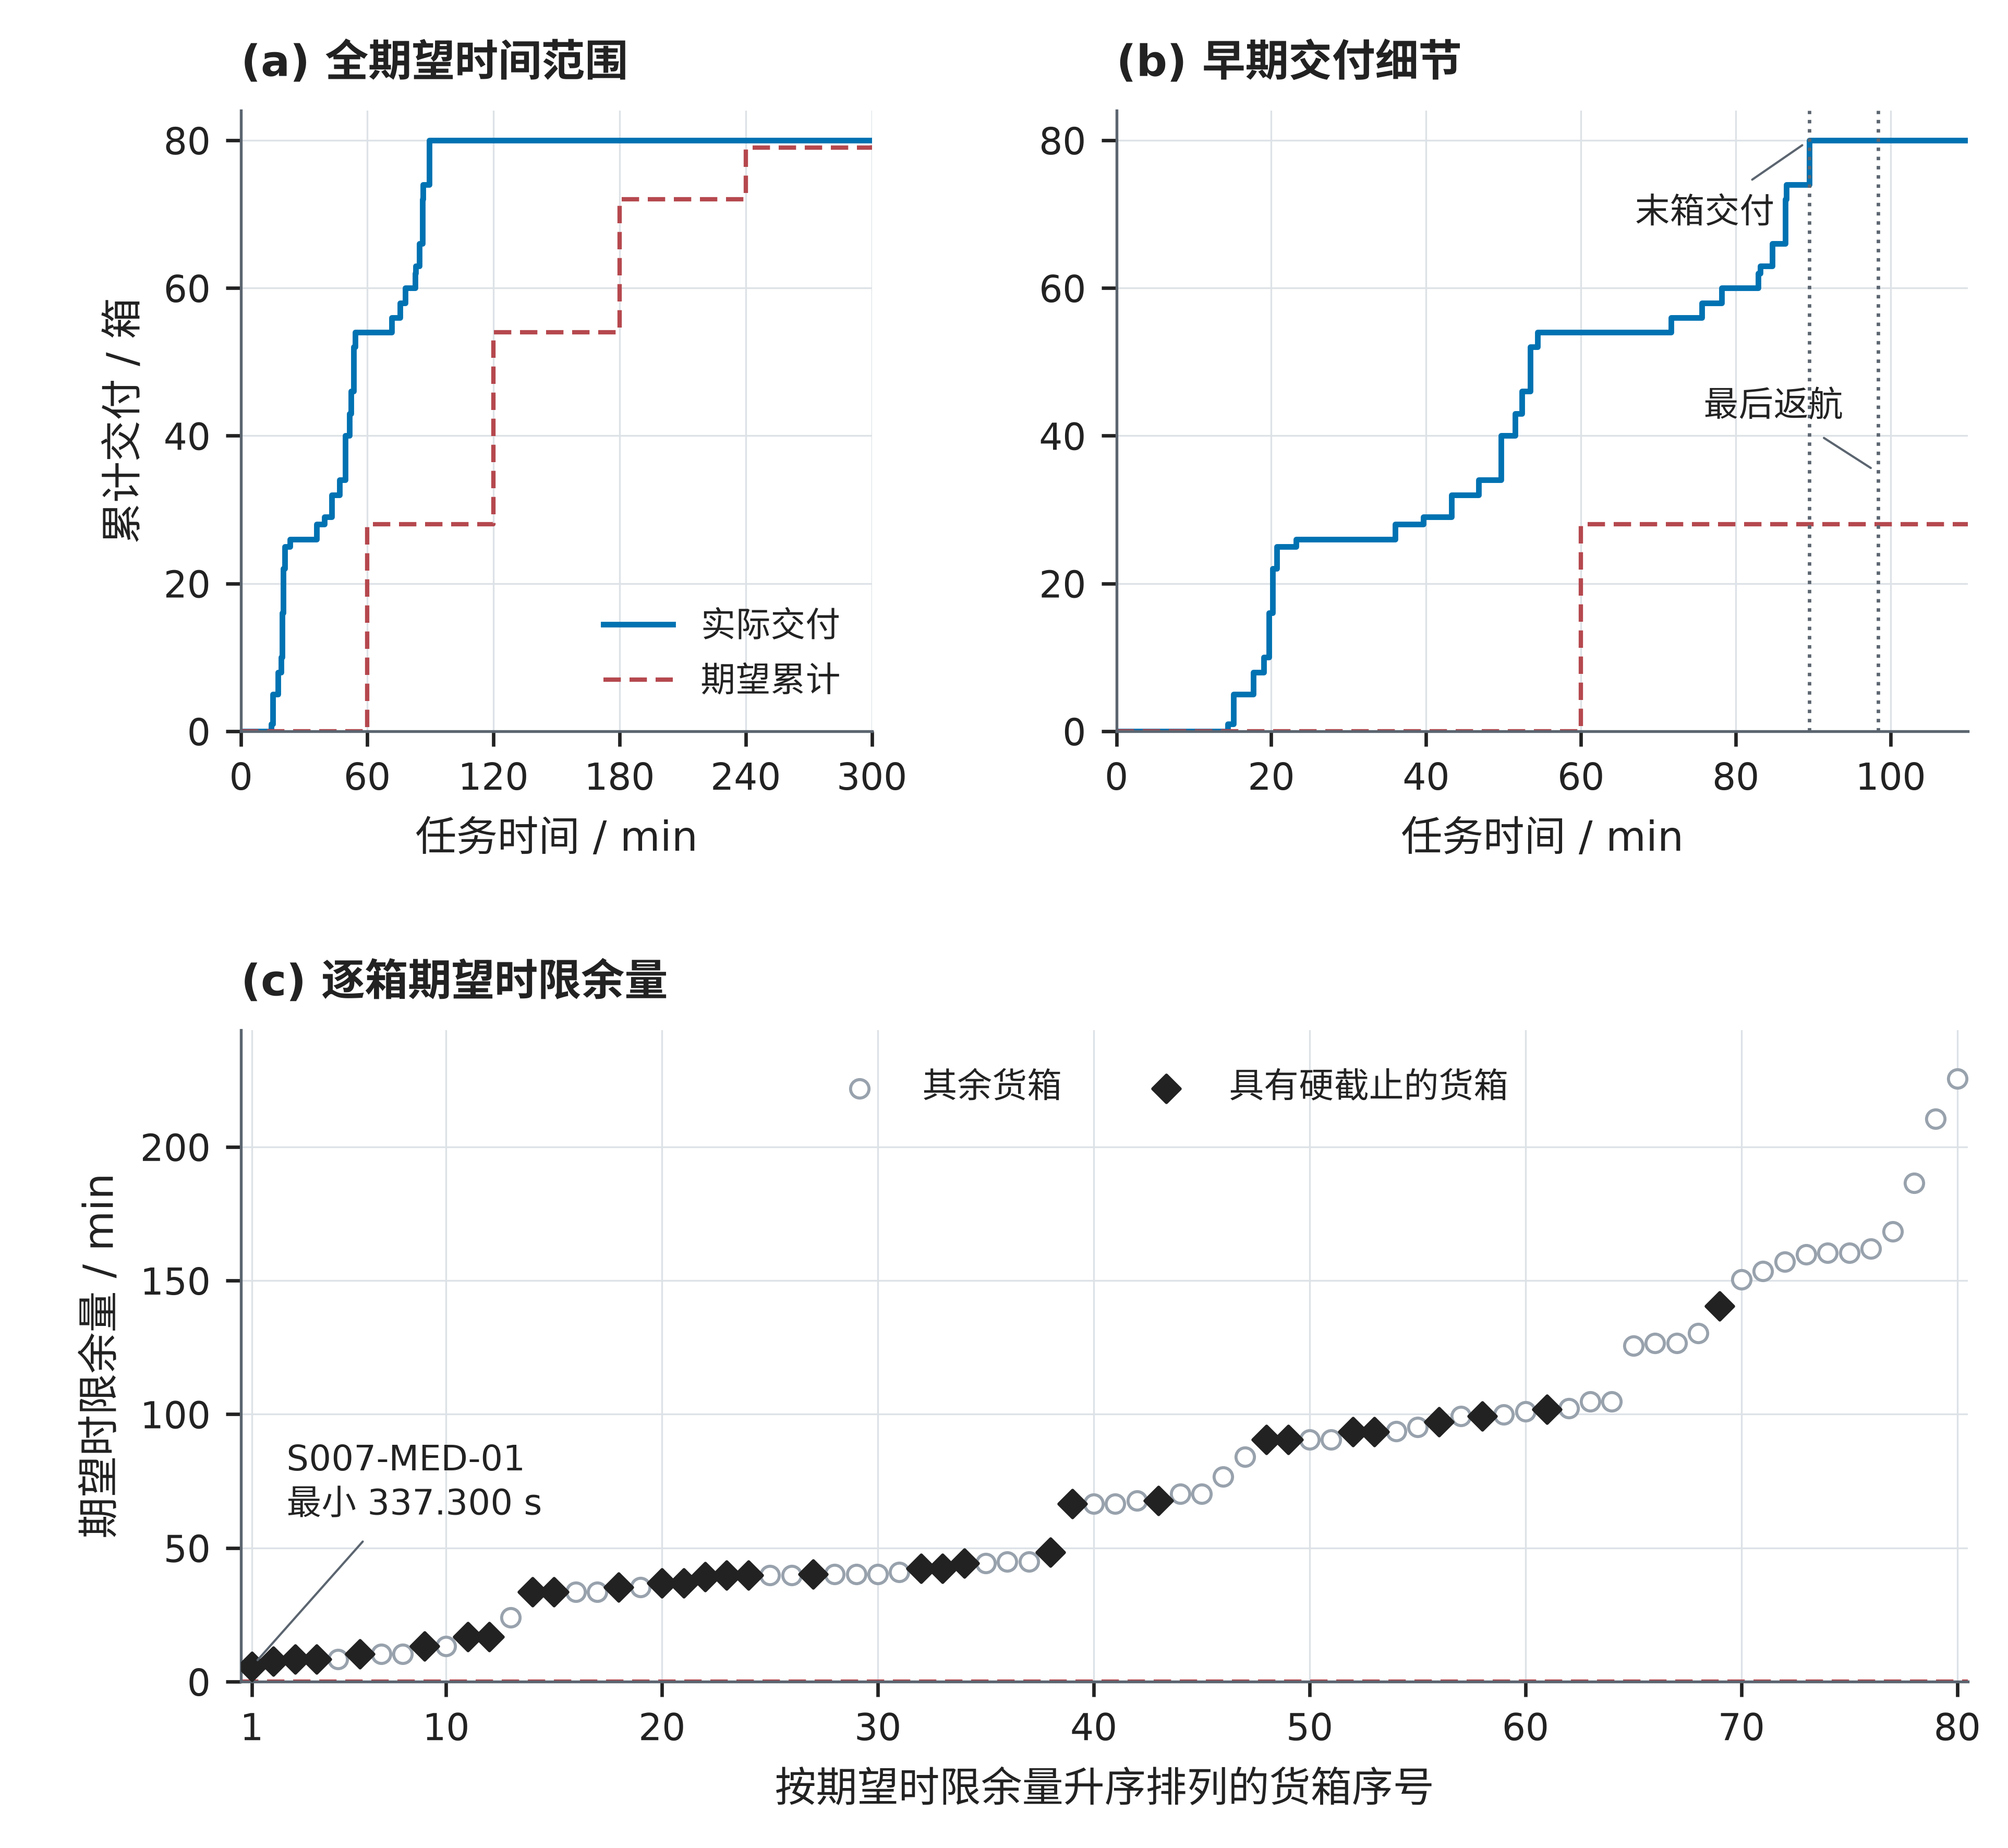 (a) 全期望时间范围
80
60
40
20
0
累计交付 / 箱
实际交付
期望累计
0 60 120 180 240 300
任务时间 / min
(b) 早期交付细节
80
60
40
20
0
末箱交付
最后返航
0 20 40 60 80 100
任务时间 / min
(c) 逐箱期望时限余量
其余货箱 具有硬截止的货箱
200
150
100
50
0
期望时限余量 / min
S007-MED-01
最小 337.300 s
1 10 20 30 40 50 60 70 80
按期望时限余量升序排列的货箱序号